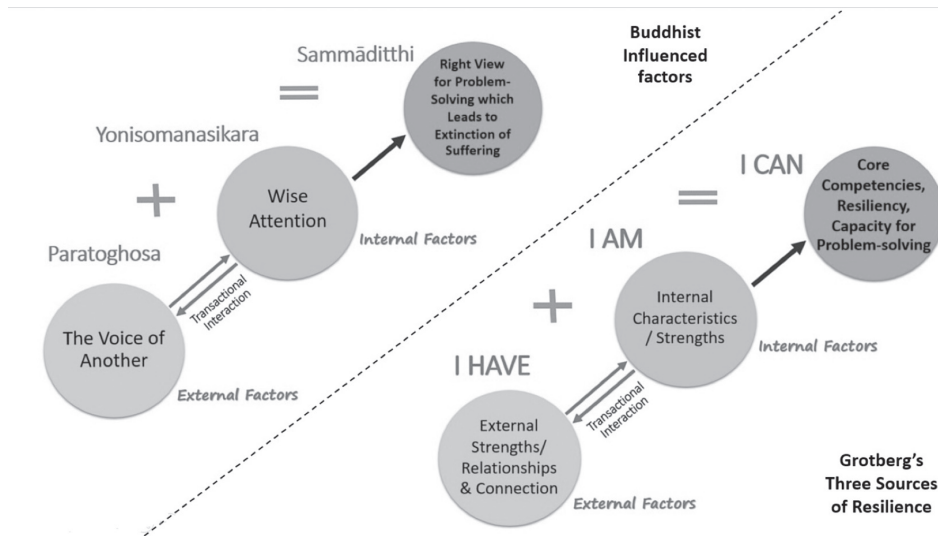 Buddhist
Influenced
factors
Sammāditthi
=
Right View
for Problem-
Solving which
Leads to
Extinction of
Suffering
Yonisomanasikara
+
Wise
Attention
Internal Factors
Paratoghosa
Transactional
Interaction
The Voice of
Another
External Factors
I CAN
=
Core
Competencies,
Resiliency,
Capacity for
Problem-solving
I AM
+
Internal
Characteristics
/ Strengths
Internal Factors
I HAVE
Transactional
Interaction
External
Strengths/
Relationships
& Connection
External Factors
Grotberg's
Three Sources
of Resilience